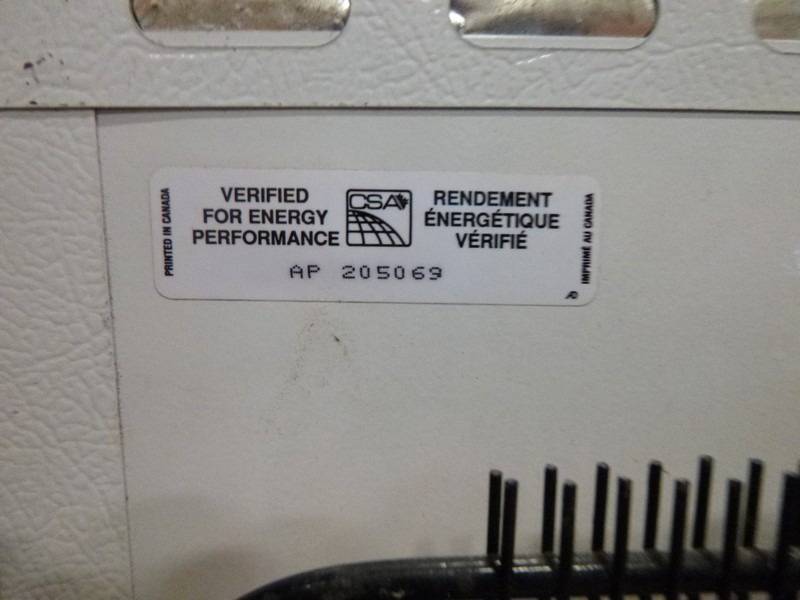 PRINTED IN CANADA
VERIFIED
FOR ENERGY
PERFORMANCE
CSA
RENDEMENT
ÉNERGÉTIQUE
VÉRIFIÉ
IMPRIMÉ AU CANADA
AP 205069